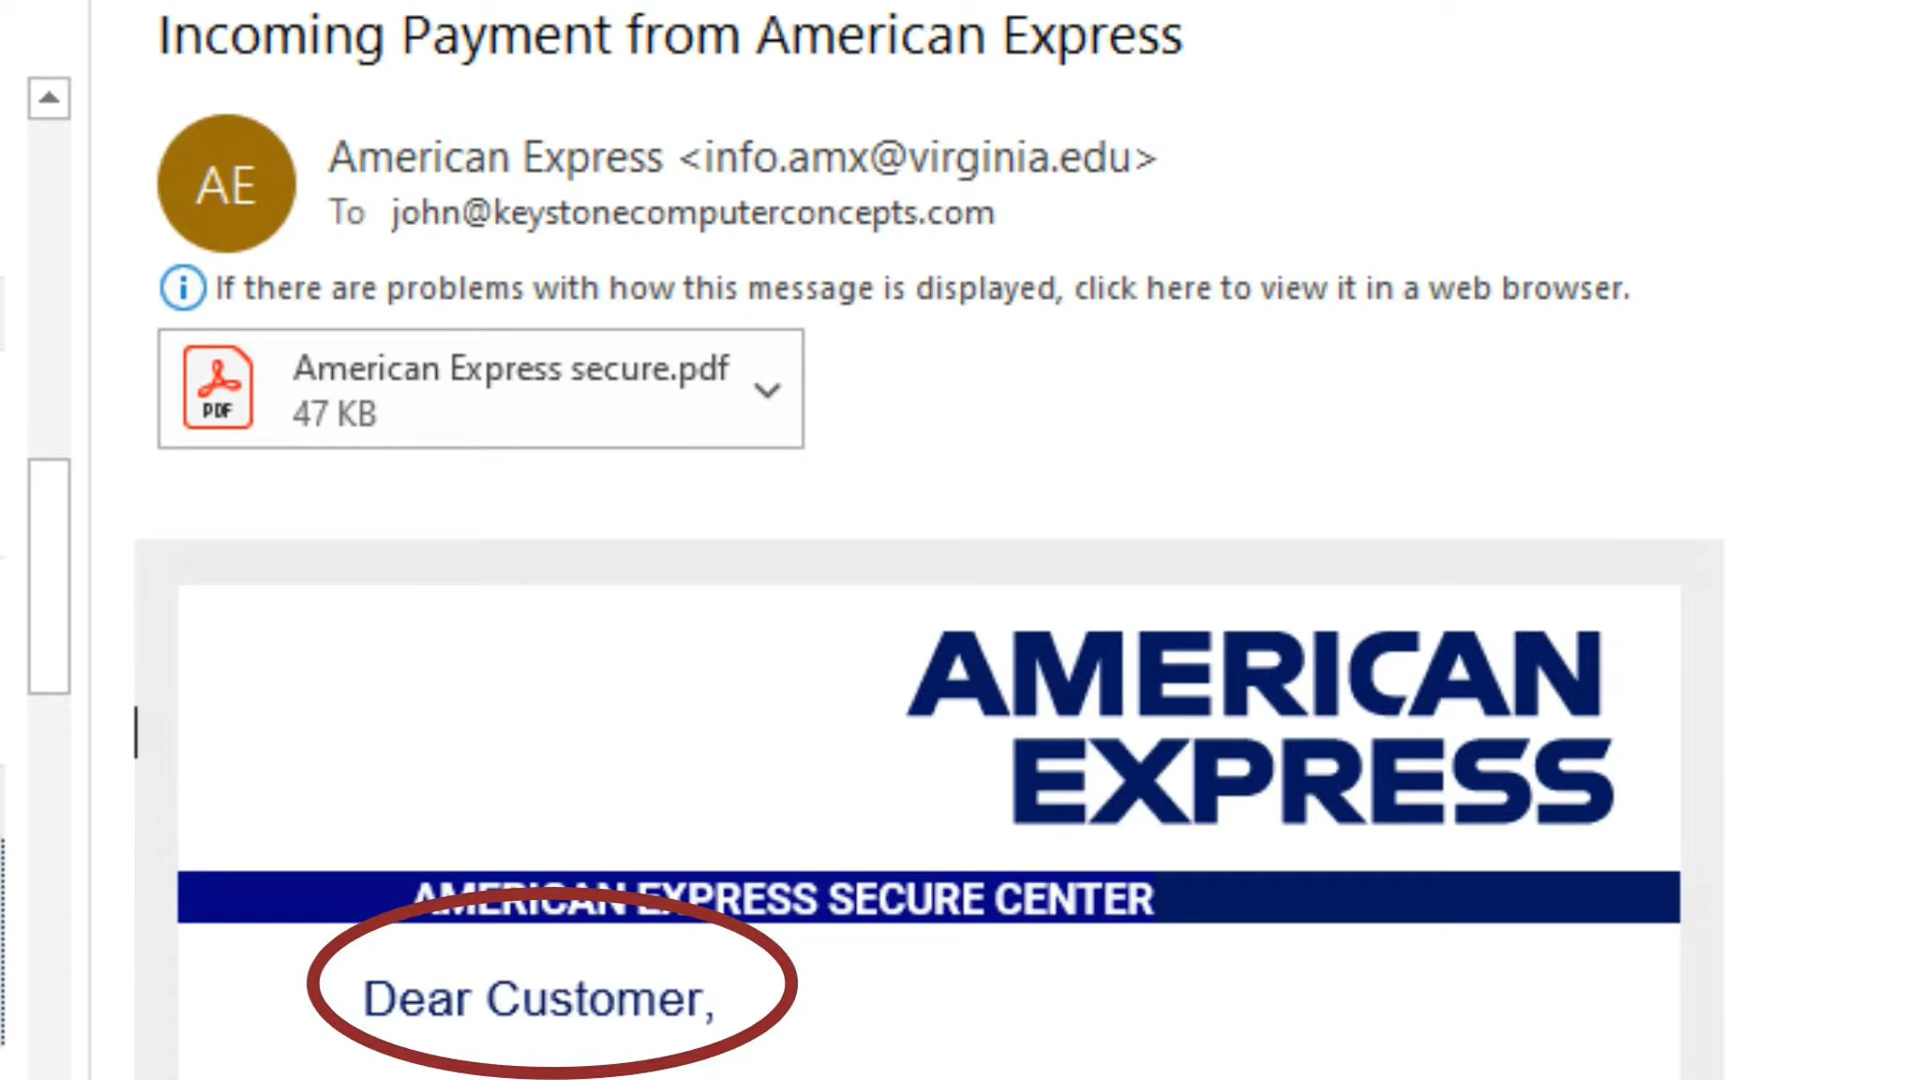 Incoming Payment from American Express
AE
American Express <info.amx@virginia.edu>
To john@keystonecomputerconcepts.com
i If there are problems with how this message is displayed, click here to view it in a web browser.
American Express secure.pdf
PDF
47 KB
AMERICAN
EXPRESS
AMERICAN EXPRESS SECURE CENTER
Dear Customer,